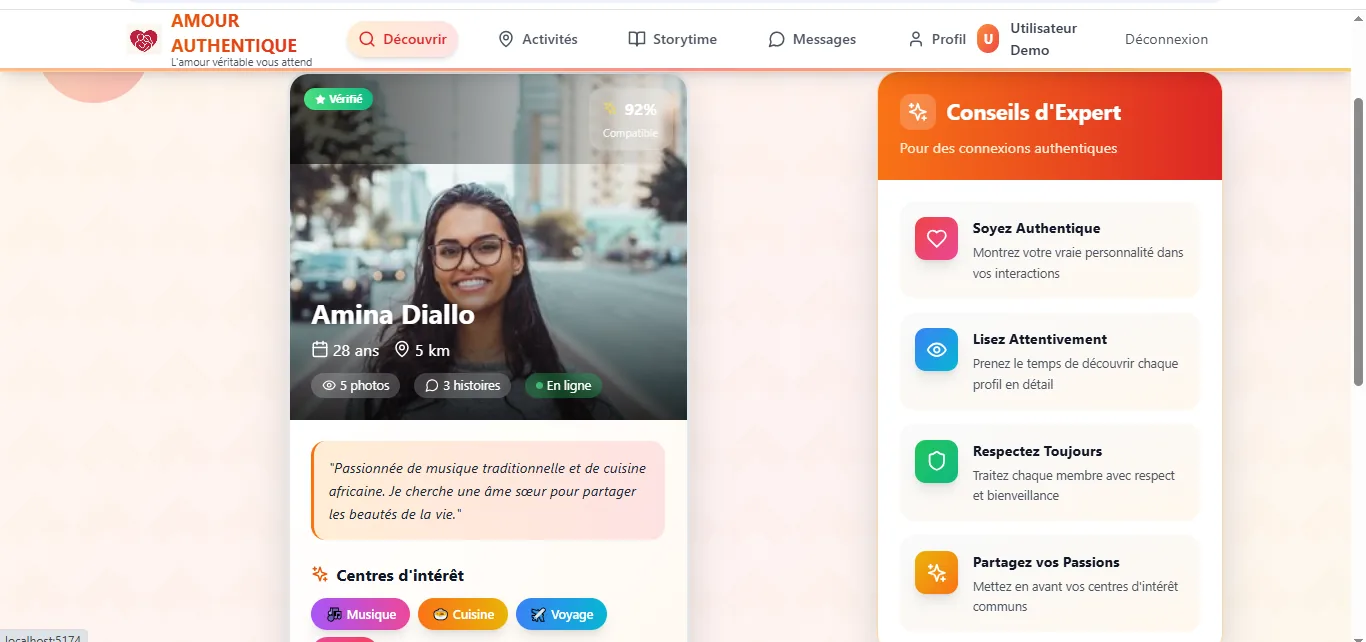 AMOUR
AUTHENTIQUE
L'amour véritable vous attend
Découvrir
Activités
Storytime
Messages
Profil
U
Utilisateur
Demo
Déconnexion
Vérifié
92%
Compatible
Amina Diallo
28 ans
5 km
5 photos
3 histoires
En ligne
"Passionnée de musique traditionnelle et de cuisine
africaine. Je cherche une âme sœur pour partager
les beautés de la vie."
Centres d'intérêt
Musique
Cuisine
Voyage
Conseils d'Expert
Pour des connexions authentiques
Soyez Authentique
Montrez votre vraie personnalité dans
vos interactions
Lisez Attentivement
Prenez le temps de découvrir chaque
profil en détail
Respectez Toujours
Traitez chaque membre avec respect
et bienveillance
Partagez vos Passions
Mettez en avant vos centres d'intérêt
communs
localhost:5174